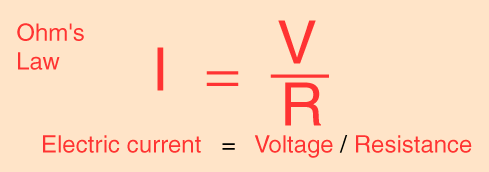 Ohm's
Law
I = V
R
Electric current = Voltage / Resistance